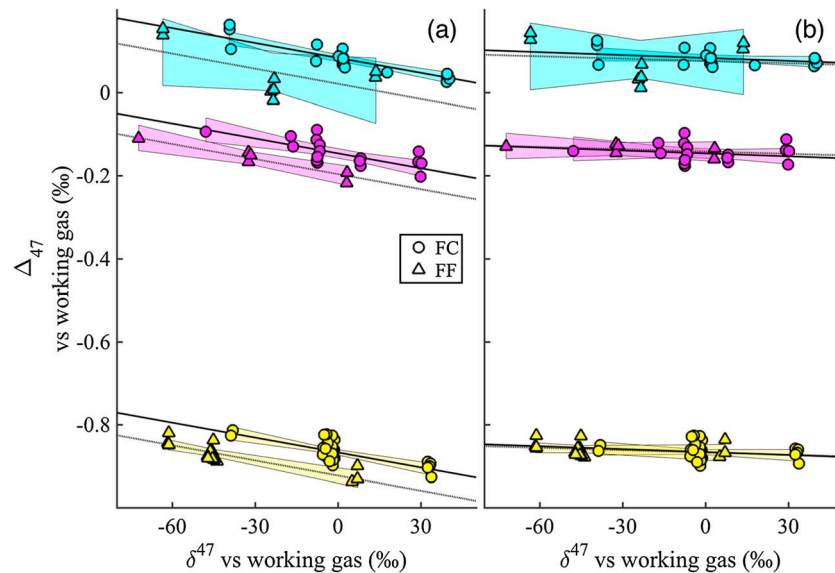 (a)
(b)
0
-0.2
-0.4
-0.6
-0.8
Δ47
vs working gas (‰)
FC
FF
-60 -30 0 30
-60 -30 0 30
δ47 vs working gas (‰)
δ47 vs working gas (‰)